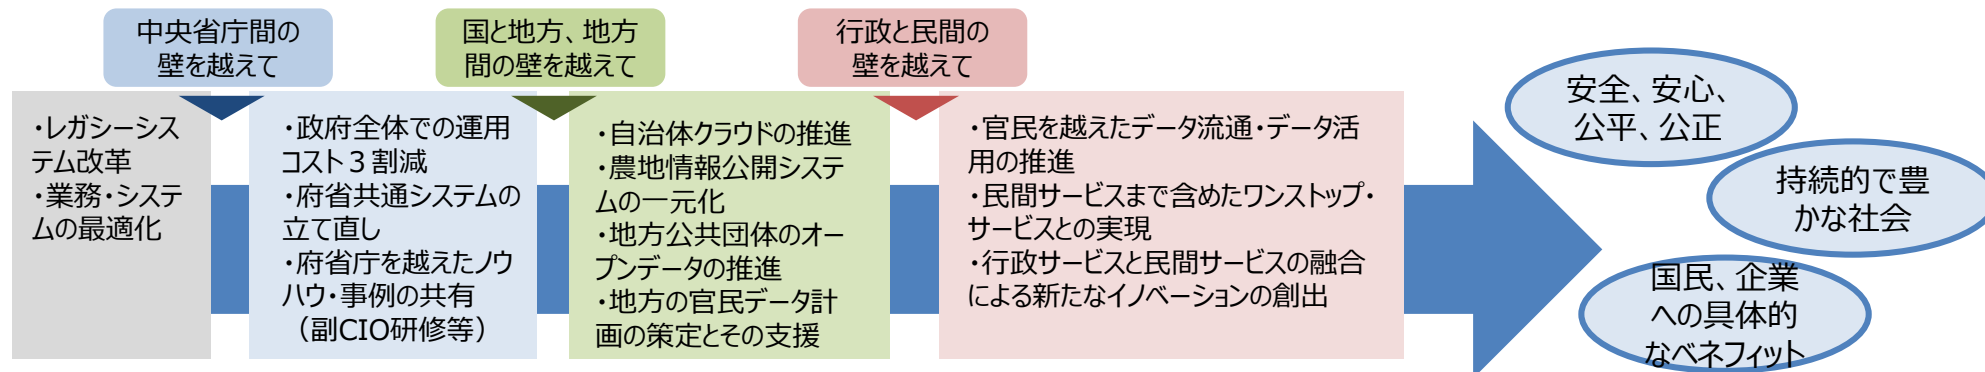 中央省庁間の
壁を越えて
国と地方、地方
間の壁を越えて
行政と民間の
壁を越えて
・レガシーシス
テム改革
・業務・システ
ムの最適化
・政府全体での運用
コスト３割減
・府省共通システムの
立て直し
・府省庁を越えたノウ
ハウ・事例の共有
（副CIO研修等）
・自治体クラウドの推進
・農地情報公開システ
ムの一元化
・地方公共団体のオー
プンデータの推進
・地方の官民データ計
画の策定とその支援
・官民を越えたデータ流通・データ活
用の推進
・民間サービスまで含めたワンストップ・
サービスとの実現
・行政サービスと民間サービスの融合
による新たなイノベーションの創出
安全、安心、
公平、公正
持続的で豊
かな社会
国民、企業
への具体的
なベネフィット